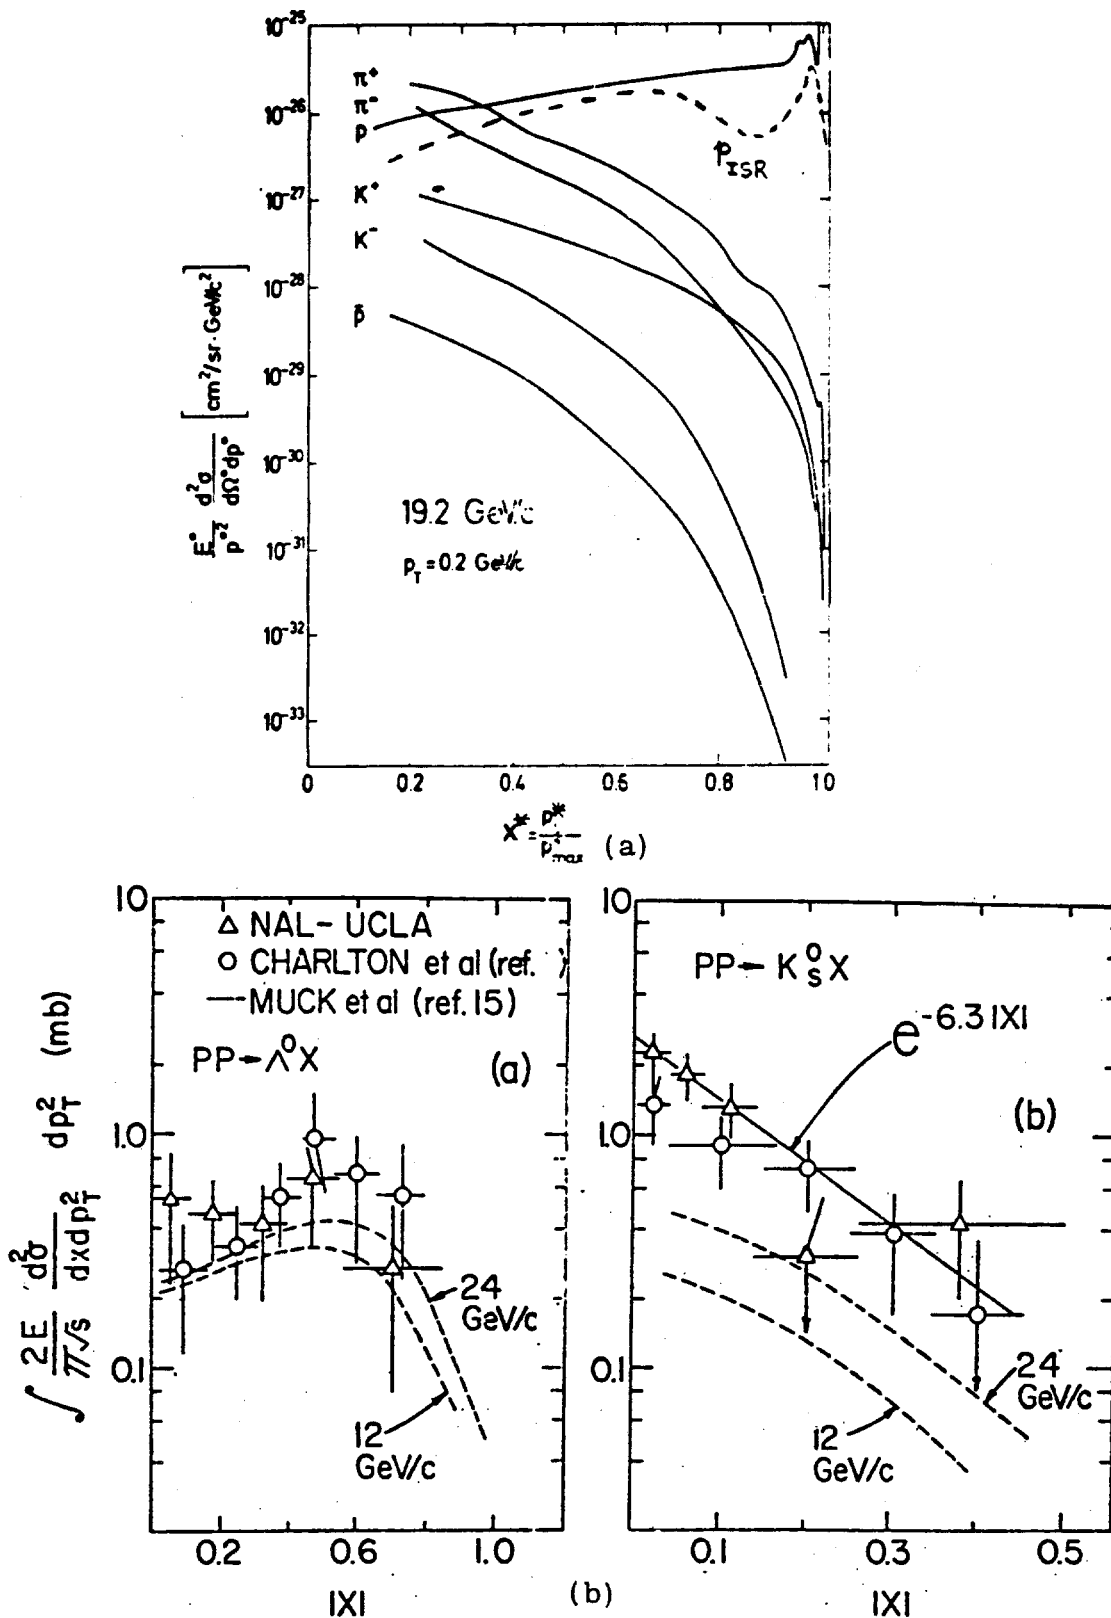 10⁻²⁵
10⁻²⁶
10⁻²⁷
10⁻²⁸
10⁻²⁹
10⁻³⁰
10⁻³¹
10⁻³²
10⁻³³
π⁺
π⁻
p
K⁺
K⁻
p̄
p ISR
E*/p*² d²σ/dΩ*dp* [cm²/sr·GeV/c²]
19.2 GeV/c
p_T = 0.2 GeV/c
0 0.2 0.4 0.6 0.8 1.0
X* = p*/p*max (a)
10
1.0
0.1
△ NAL-UCLA
○ CHARLTON et al (ref. )
— MUCK et al (ref. 15)
PP → Λ⁰X
(a)
∫ 2E/π√s d²σ/dxdp_T² dp_T² (mb)
24 GeV/c
12 GeV/c
0.2 0.6 1.0
|X|
10
1.0
0.1
PP → K⁰_S X
e^-6.3|X|
(b)
24 GeV/c
12 GeV/c
0.1 0.3 0.5
|X|
(b)